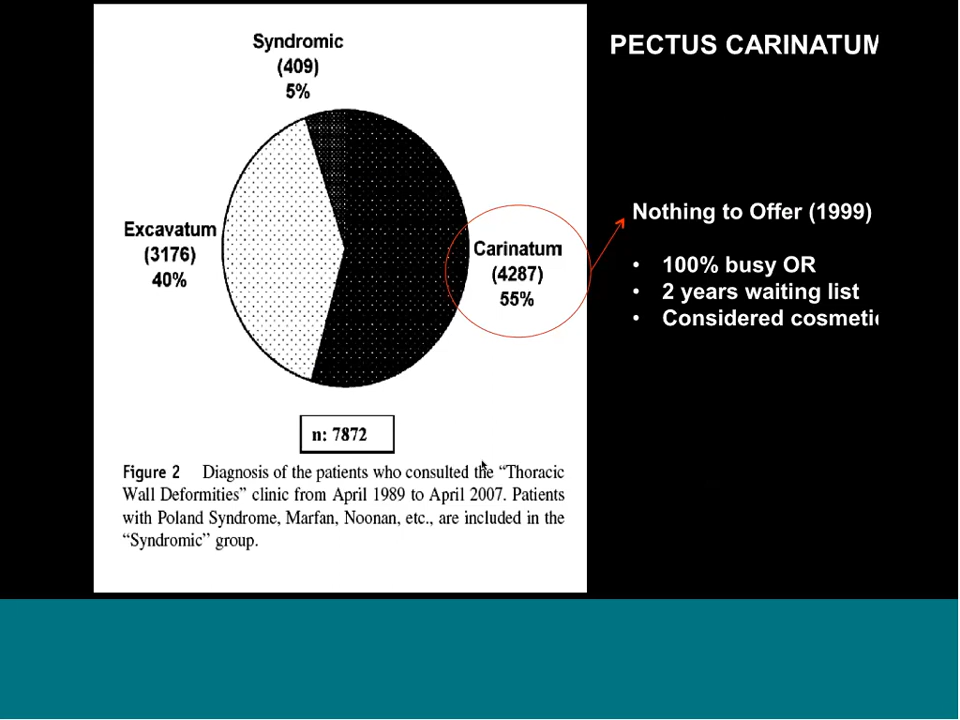 Syndromic
(409)
5%
PECTUS CARINATUM
Excavatum
(3176)
40%
Carinatum
(4287)
55%
Nothing to Offer (1999)
• 100% busy OR
• 2 years waiting list
• Considered cosmetic
n: 7872
Figure 2 Diagnosis of the patients who consulted the “Thoracic
Wall Deformities” clinic from April 1989 to April 2007. Patients
with Poland Syndrome, Marfan, Noonan, etc., are included in the
“Syndromic” group.